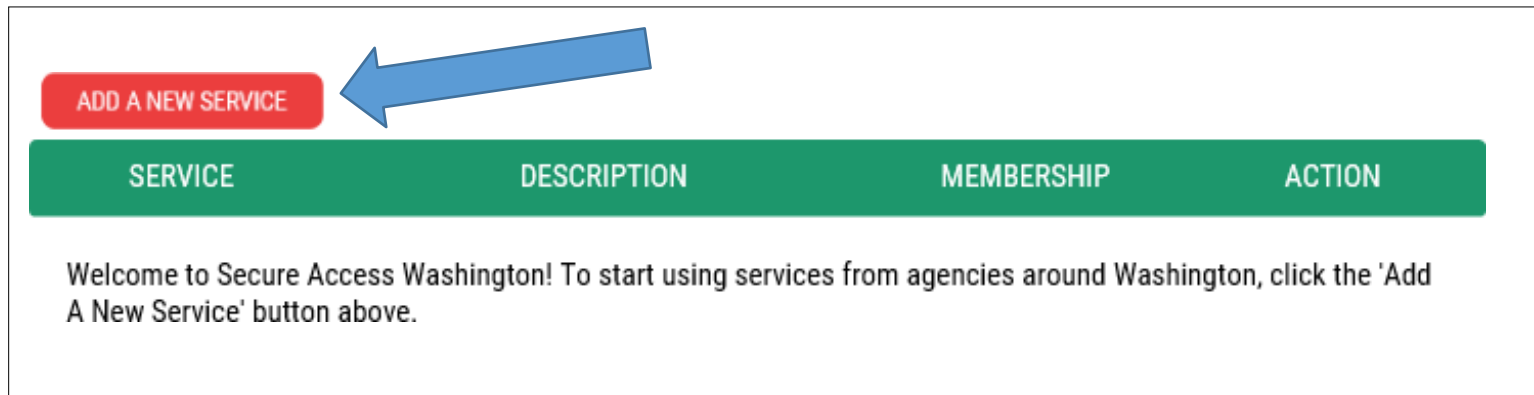 ADD A NEW SERVICE
SERVICE DESCRIPTION MEMBERSHIP ACTION
Welcome to Secure Access Washington! To start using services from agencies around Washington, click the 'Add
A New Service' button above.